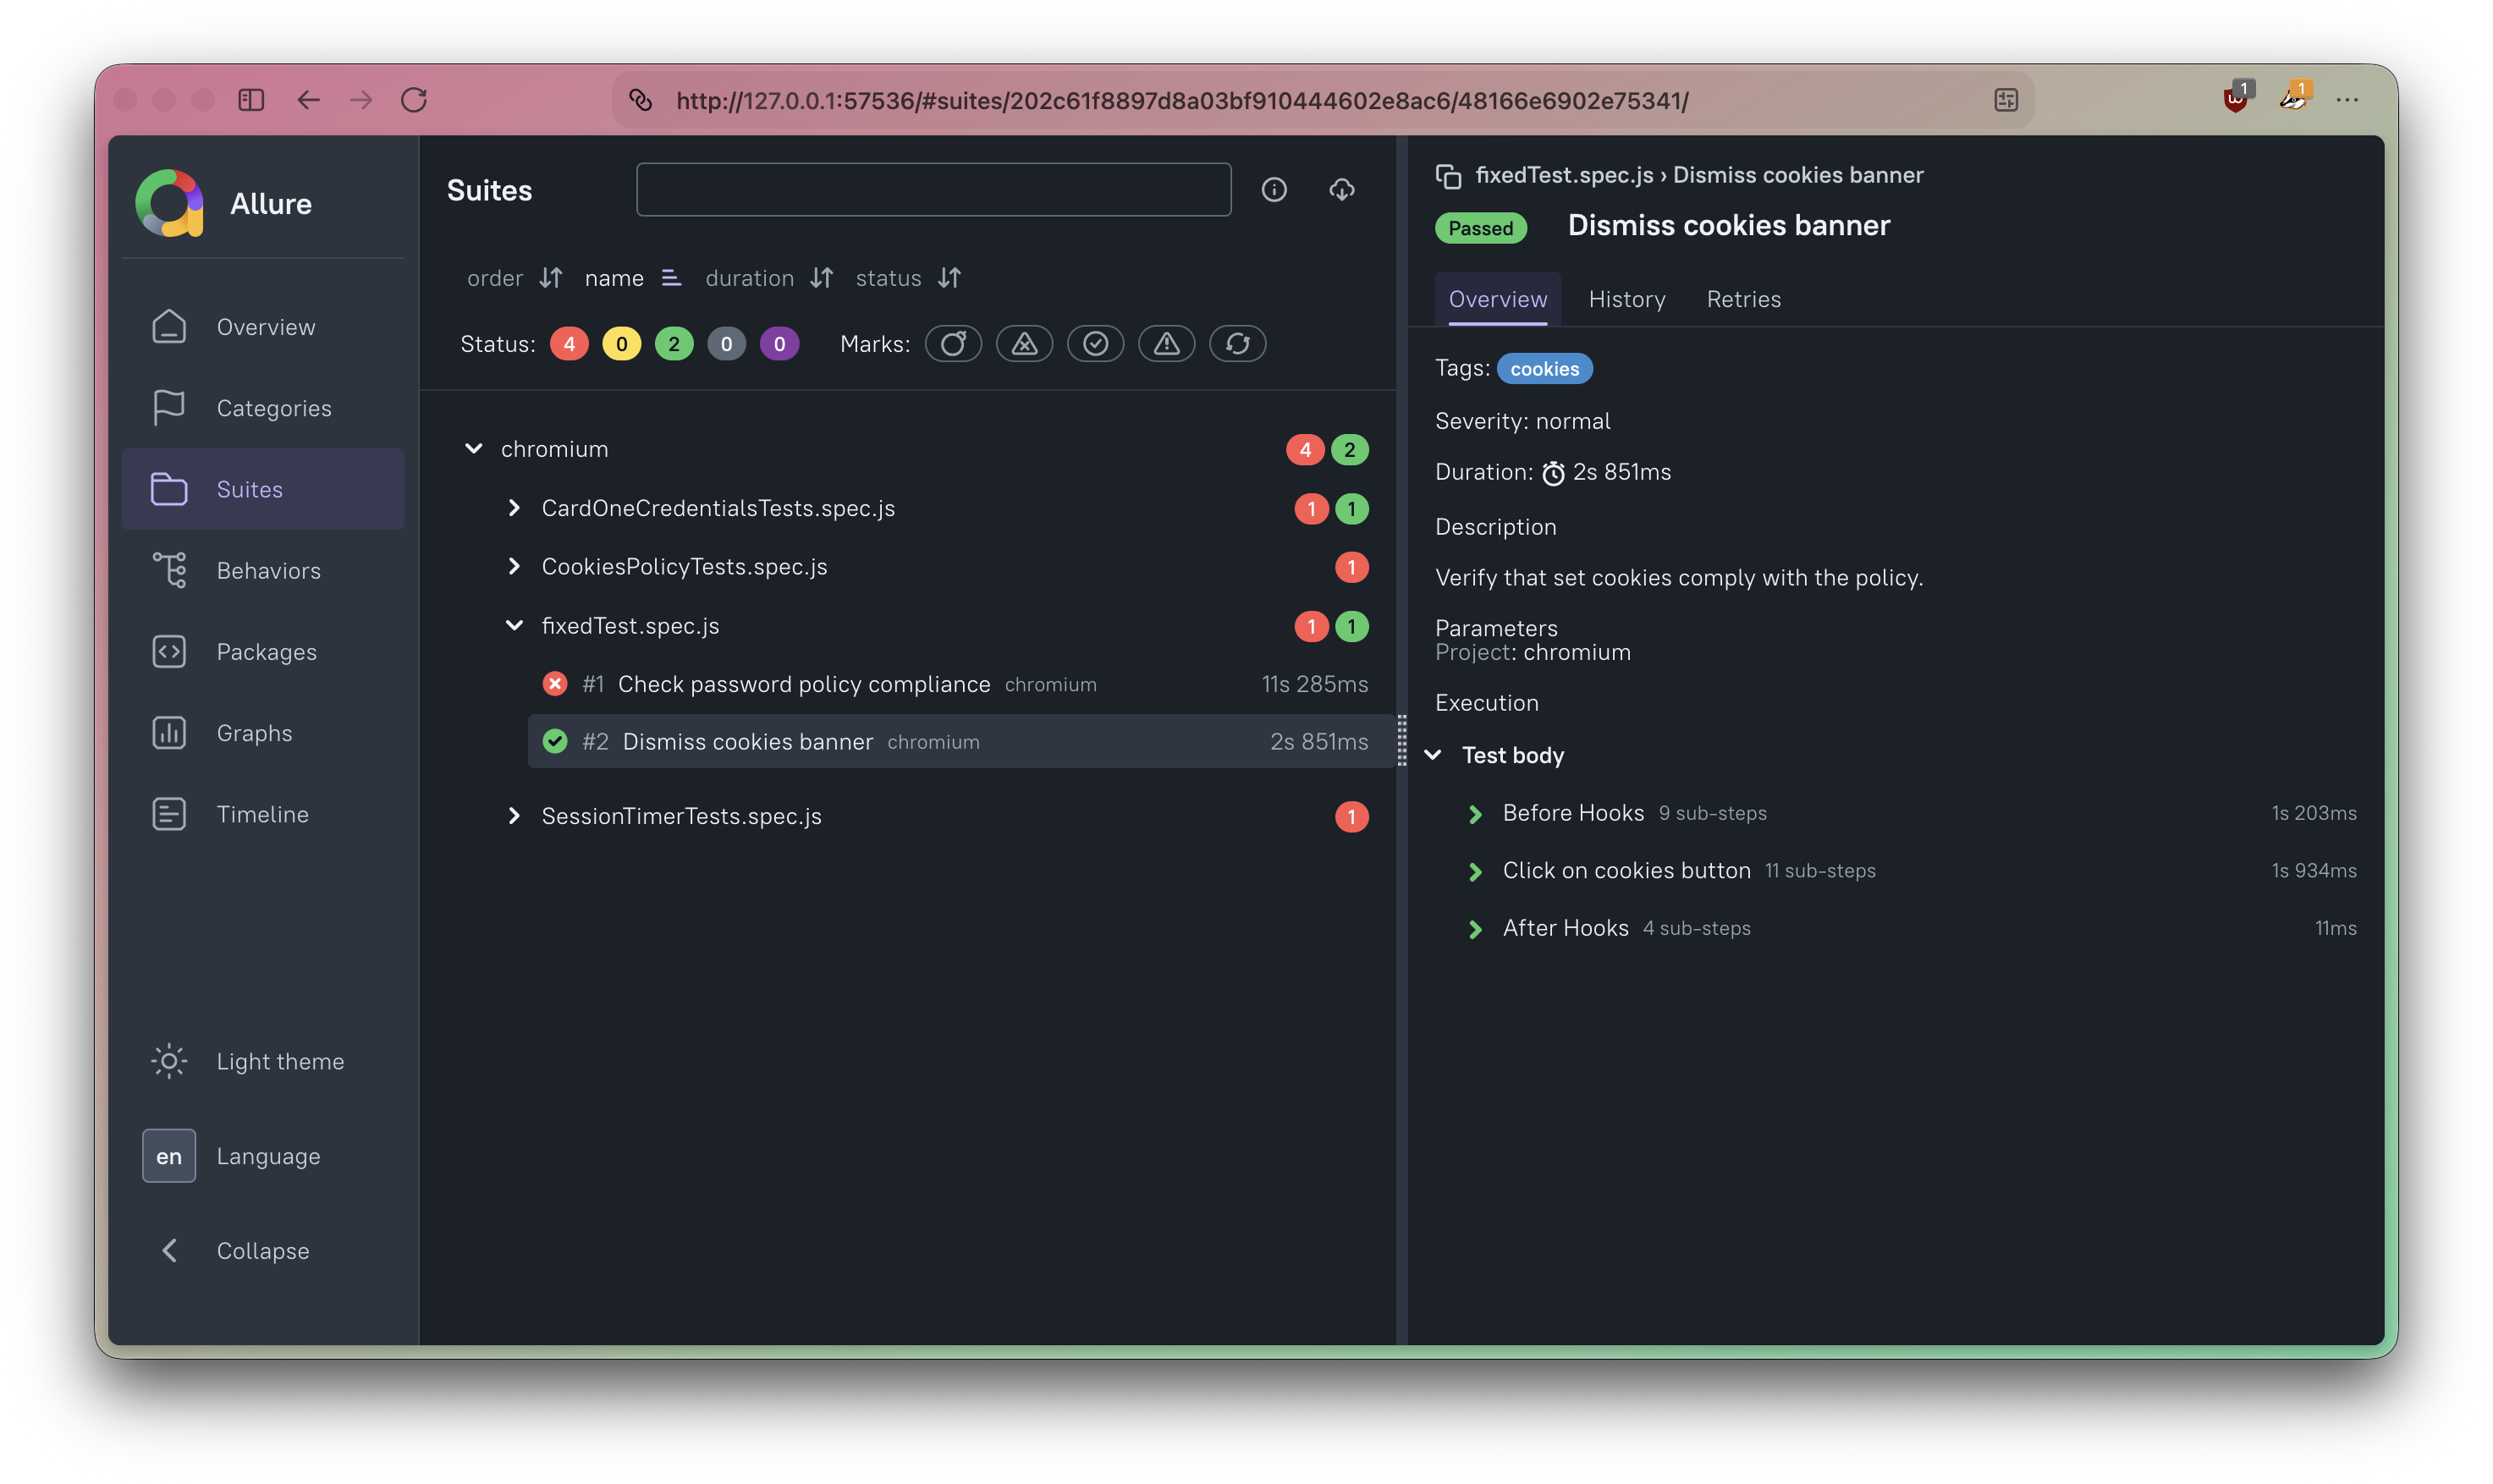 http://127.0.0.1:57536/#suites/202c61f8897d8a03bf910444602e8ac6/48166e6902e75341/
1
1
Allure
Overview
Categories
Suites
Behaviors
Packages
Graphs
Timeline
Light theme
en Language
Collapse
Suites
order name duration status
Status: 4 0 2 0 0 Marks:
chromium 4 2
CardOneCredentialsTests.spec.js 1 1
CookiesPolicyTests.spec.js 1
fixedTest.spec.js 1 1
#1 Check password policy compliance chromium 11s 285ms
#2 Dismiss cookies banner chromium 2s 851ms
SessionTimerTests.spec.js 1
fixedTest.spec.js › Dismiss cookies banner
Passed Dismiss cookies banner
Overview History Retries
Tags: cookies
Severity: normal
Duration: 2s 851ms
Description
Verify that set cookies comply with the policy.
Parameters
Project: chromium
Execution
Test body
Before Hooks 9 sub-steps 1s 203ms
Click on cookies button 11 sub-steps 1s 934ms
After Hooks 4 sub-steps 11ms